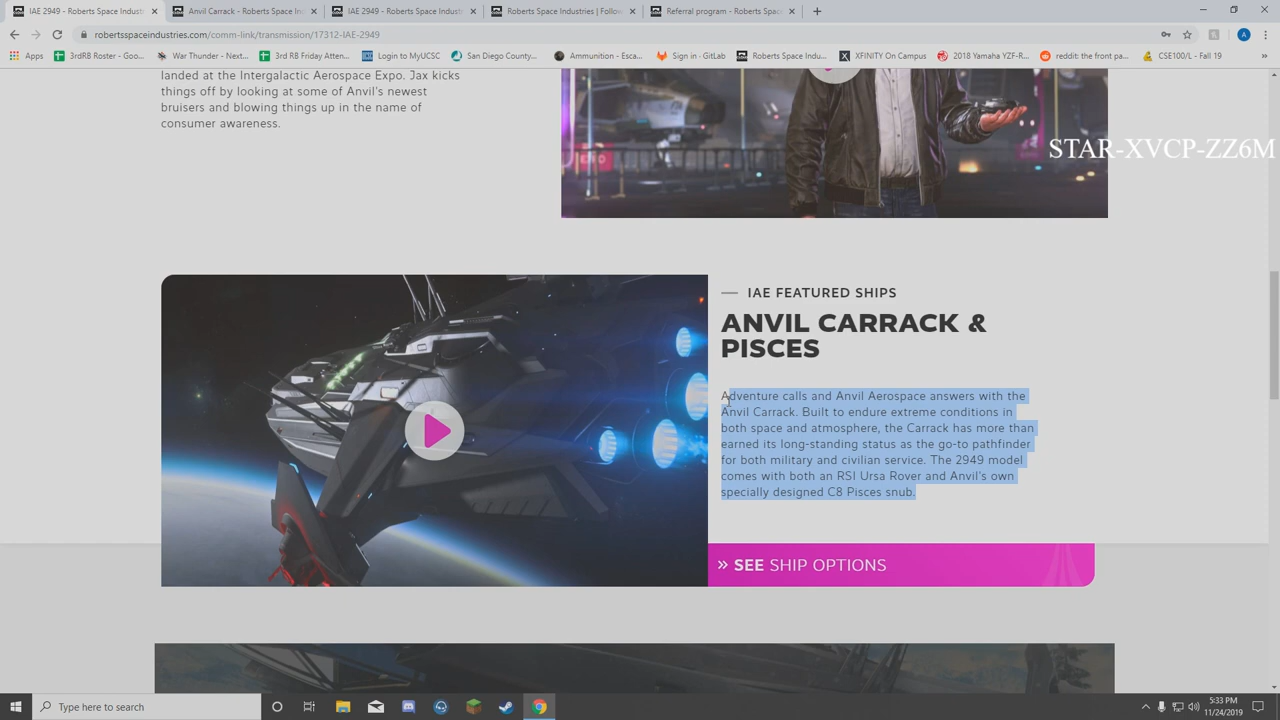 IAE 2949 - Roberts Space Industri
Anvil Carrack - Roberts Space In
IAE 2949 - Roberts Space Industri
Roberts Space Industries | Follow
Referral program - Roberts Space
robertsspaceindustries.com/comm-link/transmission/17312-IAE-2949
A
Apps
3rdRB Roster - Goo...
War Thunder - Next...
3rd RB Friday Atten...
Login to MyUCSC
San Diego County...
Ammunition - Esca...
Sign in · GitLab
Roberts Space Indu...
XFINITY On Campus
2018 Yamaha YZF-R...
reddit: the front pa...
CSE100/L - Fall 19
landed at the Intergalactic Aerospace Expo. Jax kicks
things off by looking at some of Anvil's newest
bruisers and blowing things up in the name of
consumer awareness.
STAR-XVCP-ZZ6M
IAE FEATURED SHIPS
ANVIL CARRACK &
PISCES
Adventure calls and Anvil Aerospace answers with the
Anvil Carrack. Built to endure extreme conditions in
both space and atmosphere, the Carrack has more than
earned its long-standing status as the go-to pathfinder
for both military and civilian service. The 2949 model
comes with both an RSI Ursa Rover and Anvil's own
specially designed C8 Pisces snub.
» SEE SHIP OPTIONS
Type here to search
5:33 PM
11/24/2019